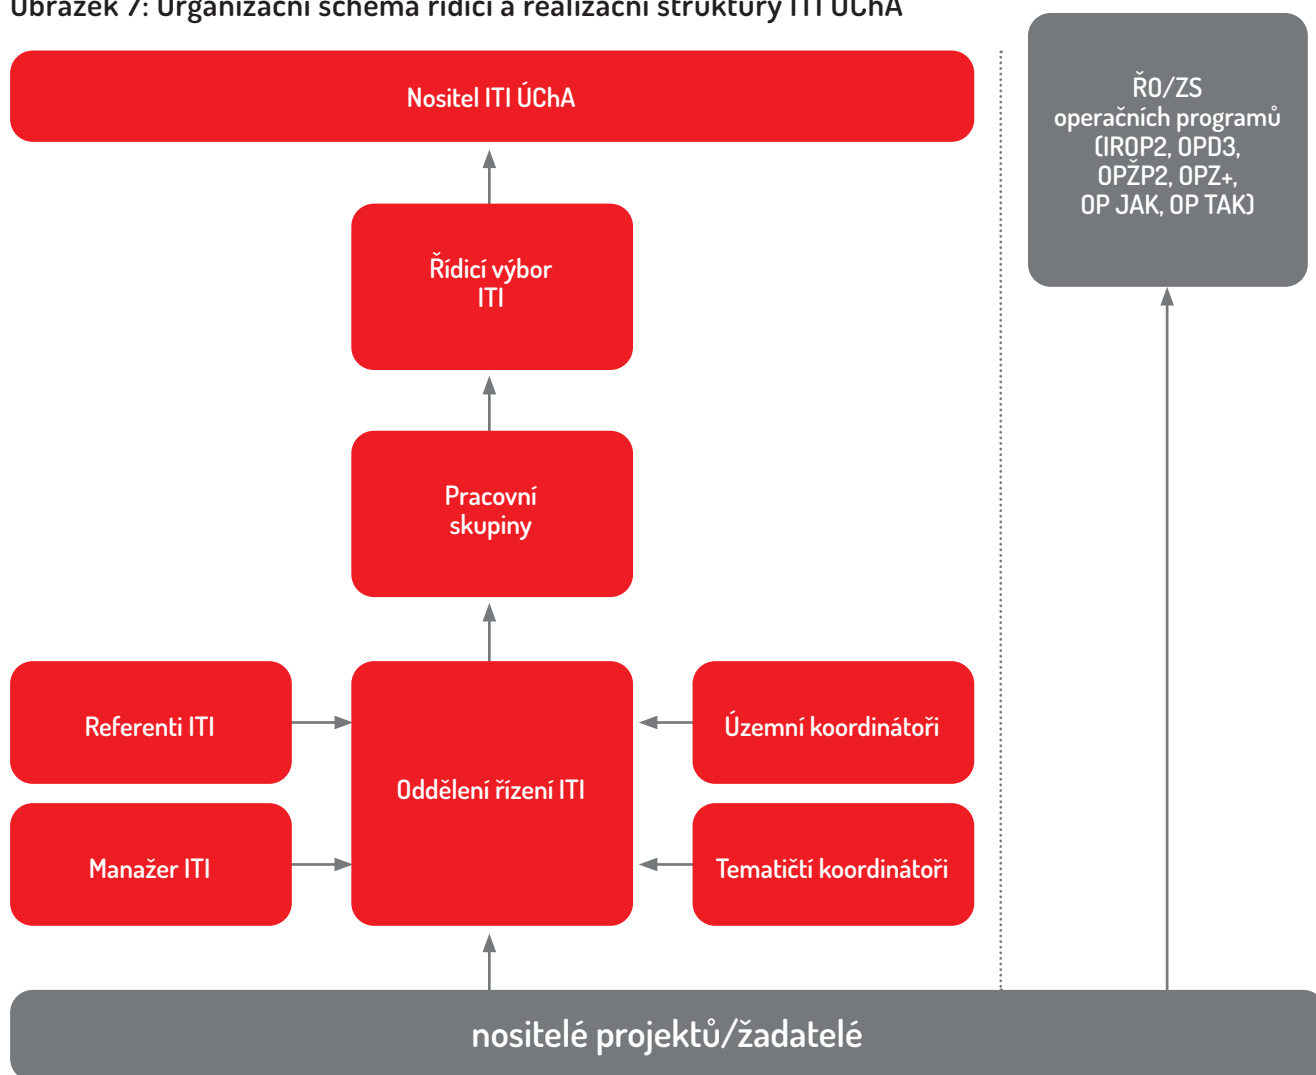 Obrázek 7: Organizační schéma řídicí a realizační struktury ITI ÚChA
Nositel ITI ÚChA
ŘO/ZS
operačních programů
(IROP2, OPD3,
OPŽP2, OPZ+,
OP JAK, OP TAK)
Řídicí výbor
ITI
Pracovní
skupiny
Referenti ITI
Územní koordinátoři
Oddělení řízení ITI
Manažer ITI
Tematičtí koordinátoři
nositelé projektů/žadatelé